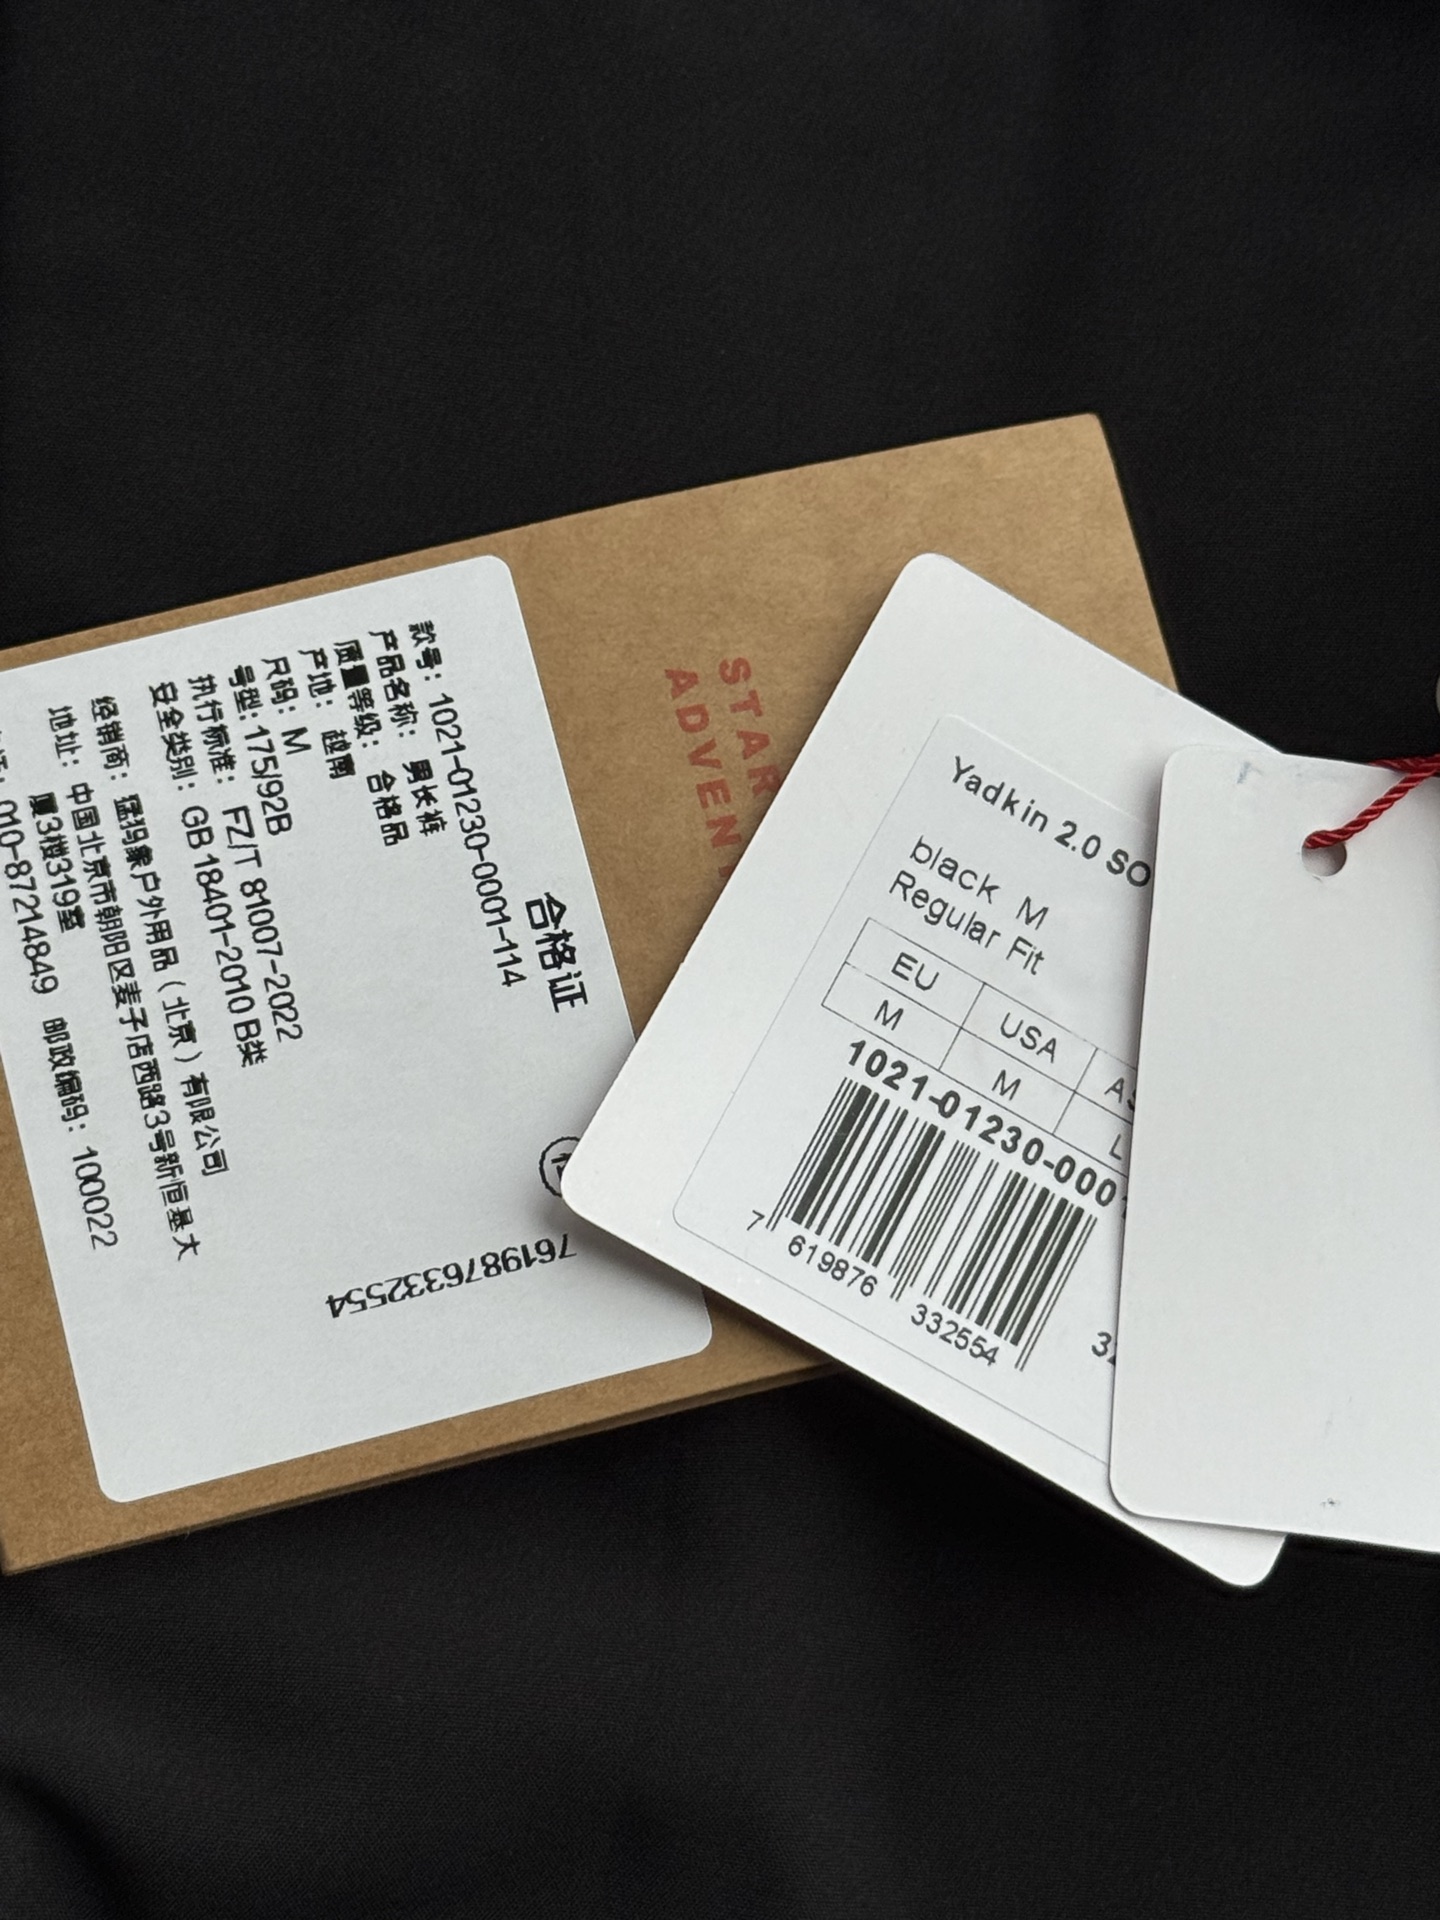 合格证
款号：1021-01230-0001-114
产品名称：男长裤
质量等级：合格品
产地：越南
尺码：M
号型：175/92B
执行标准：FZ/T 81007-2022
安全类别：GB 18401-2010 B类
经销商：猛犸象户外用品（北京）有限公司
地址：中国北京市朝阳区麦子店西路3号新恒基大
厦3楼319室
010-87214849 邮政编码：100022
7619876332554
STAR
ADVEN
Yadkin 2.0 SO
black M
Regular Fit
EU USA
M M L
1021-01230-000
7 619876 332554